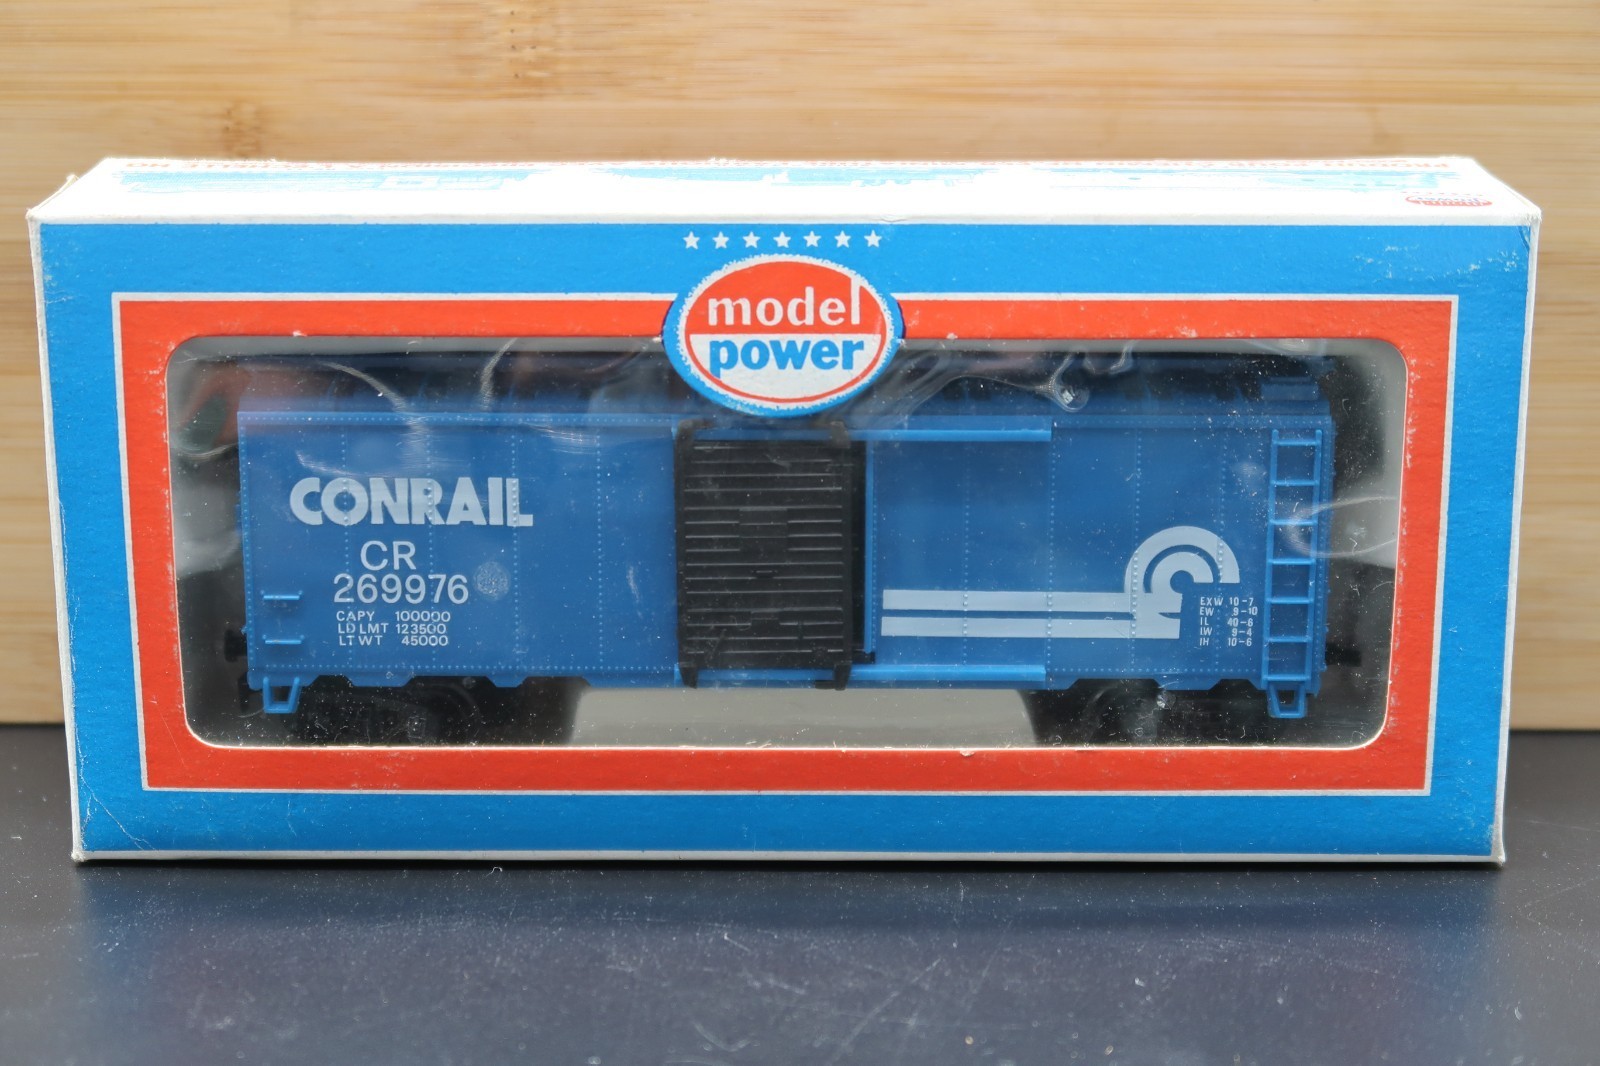 model
power
CONRAIL
CR
269976
CAPY 100000
LD LMT 123500
LT WT 45000
EXW 10-7
EW 9-10
IL 40-6
IW 9-4
IH 10-6